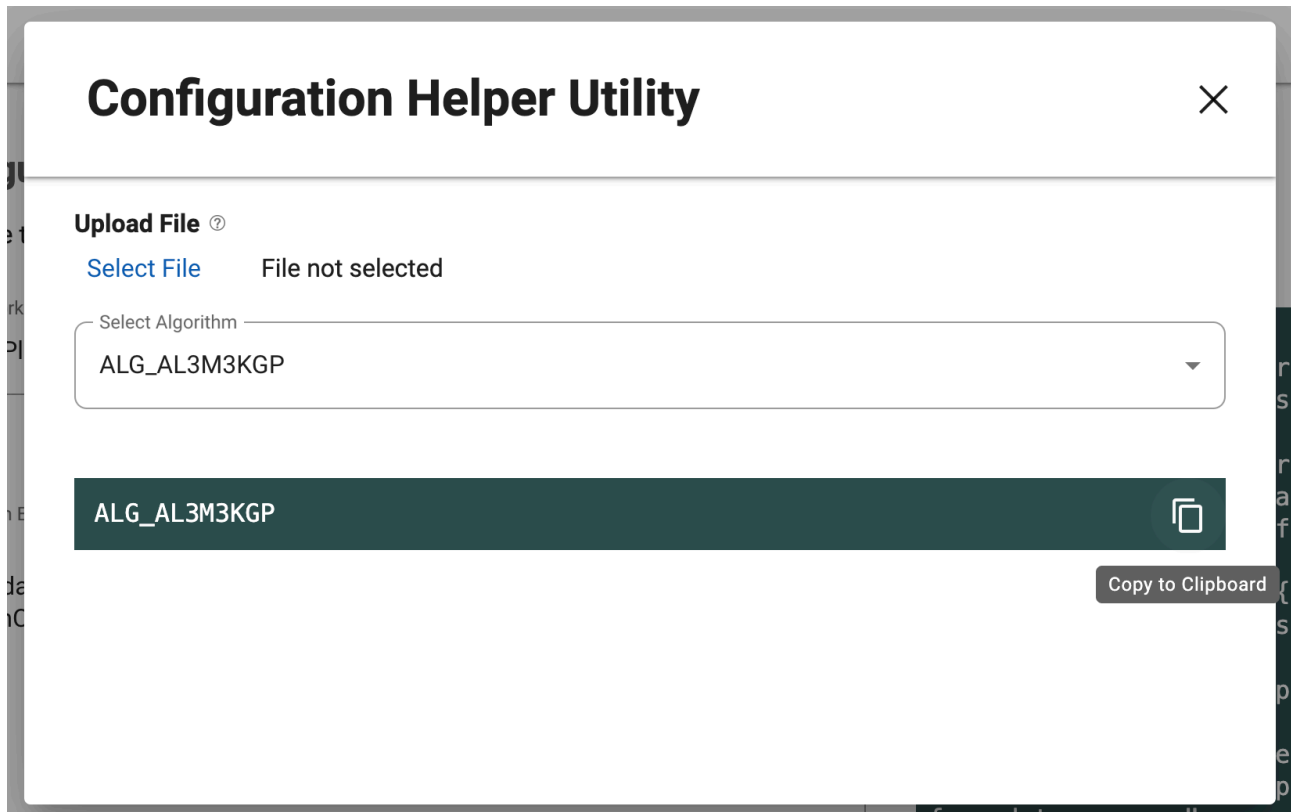 Configuration Helper Utility
Upload File
Select File File not selected
Select Algorithm
ALG_AL3M3KGP
ALG_AL3M3KGP
Copy to Clipboard